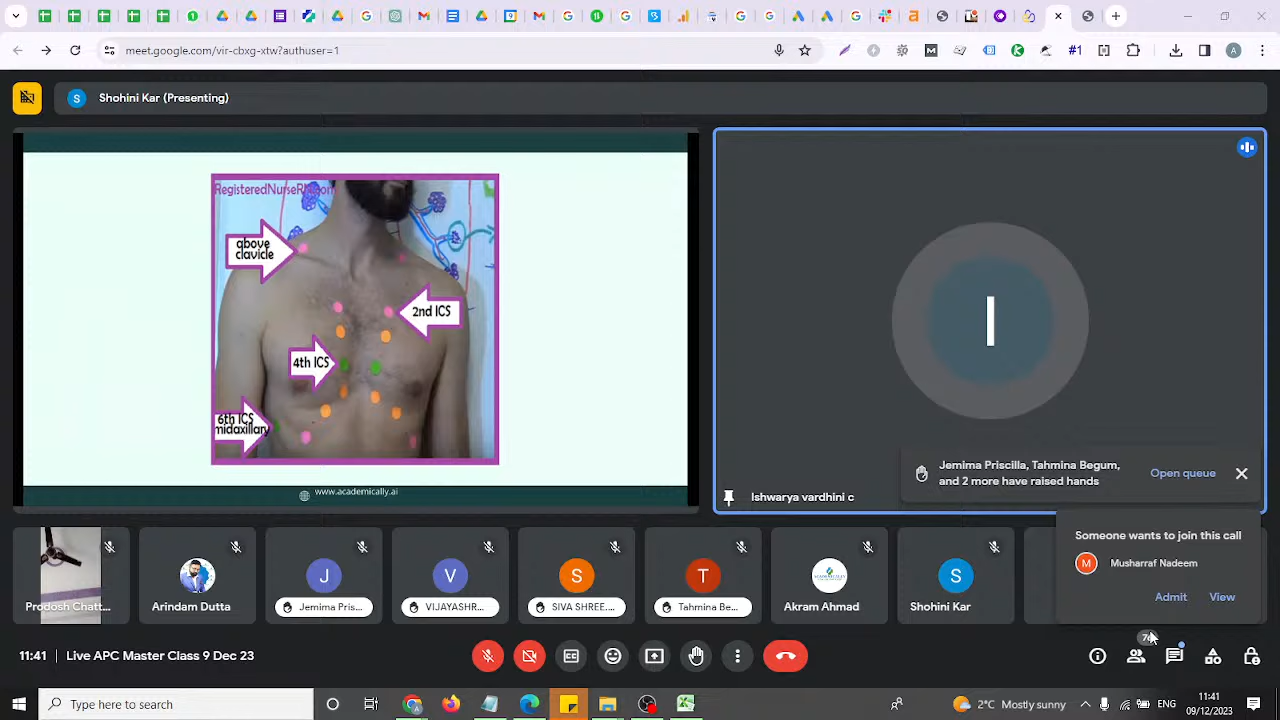 meet.google.com/vir-cbxg-xtw?authuser=1
#1
A
S
Shohini Kar (Presenting)
above
clavicle
2nd ICS
4th ICS
6th ICS
midaxillary
www.academically.ai
I
Jemima Priscilla, Tahmina Begum,
and 2 more have raised hands
Open queue
Ishwarya vardhini c
Someone wants to join this call
M
Musharraf Nadeem
Admit
View
J
V
S
T
S
Prodosh Chatt...
Arindam Dutta
Jemima Pris...
VIJAYASHR...
SIVA SHREE....
Tahmina Be...
Akram Ahmad
Shohini Kar
11:41
Live APC Master Class 9 Dec 23
Type here to search
2°C Mostly sunny
ENG
11:41
09/12/2023